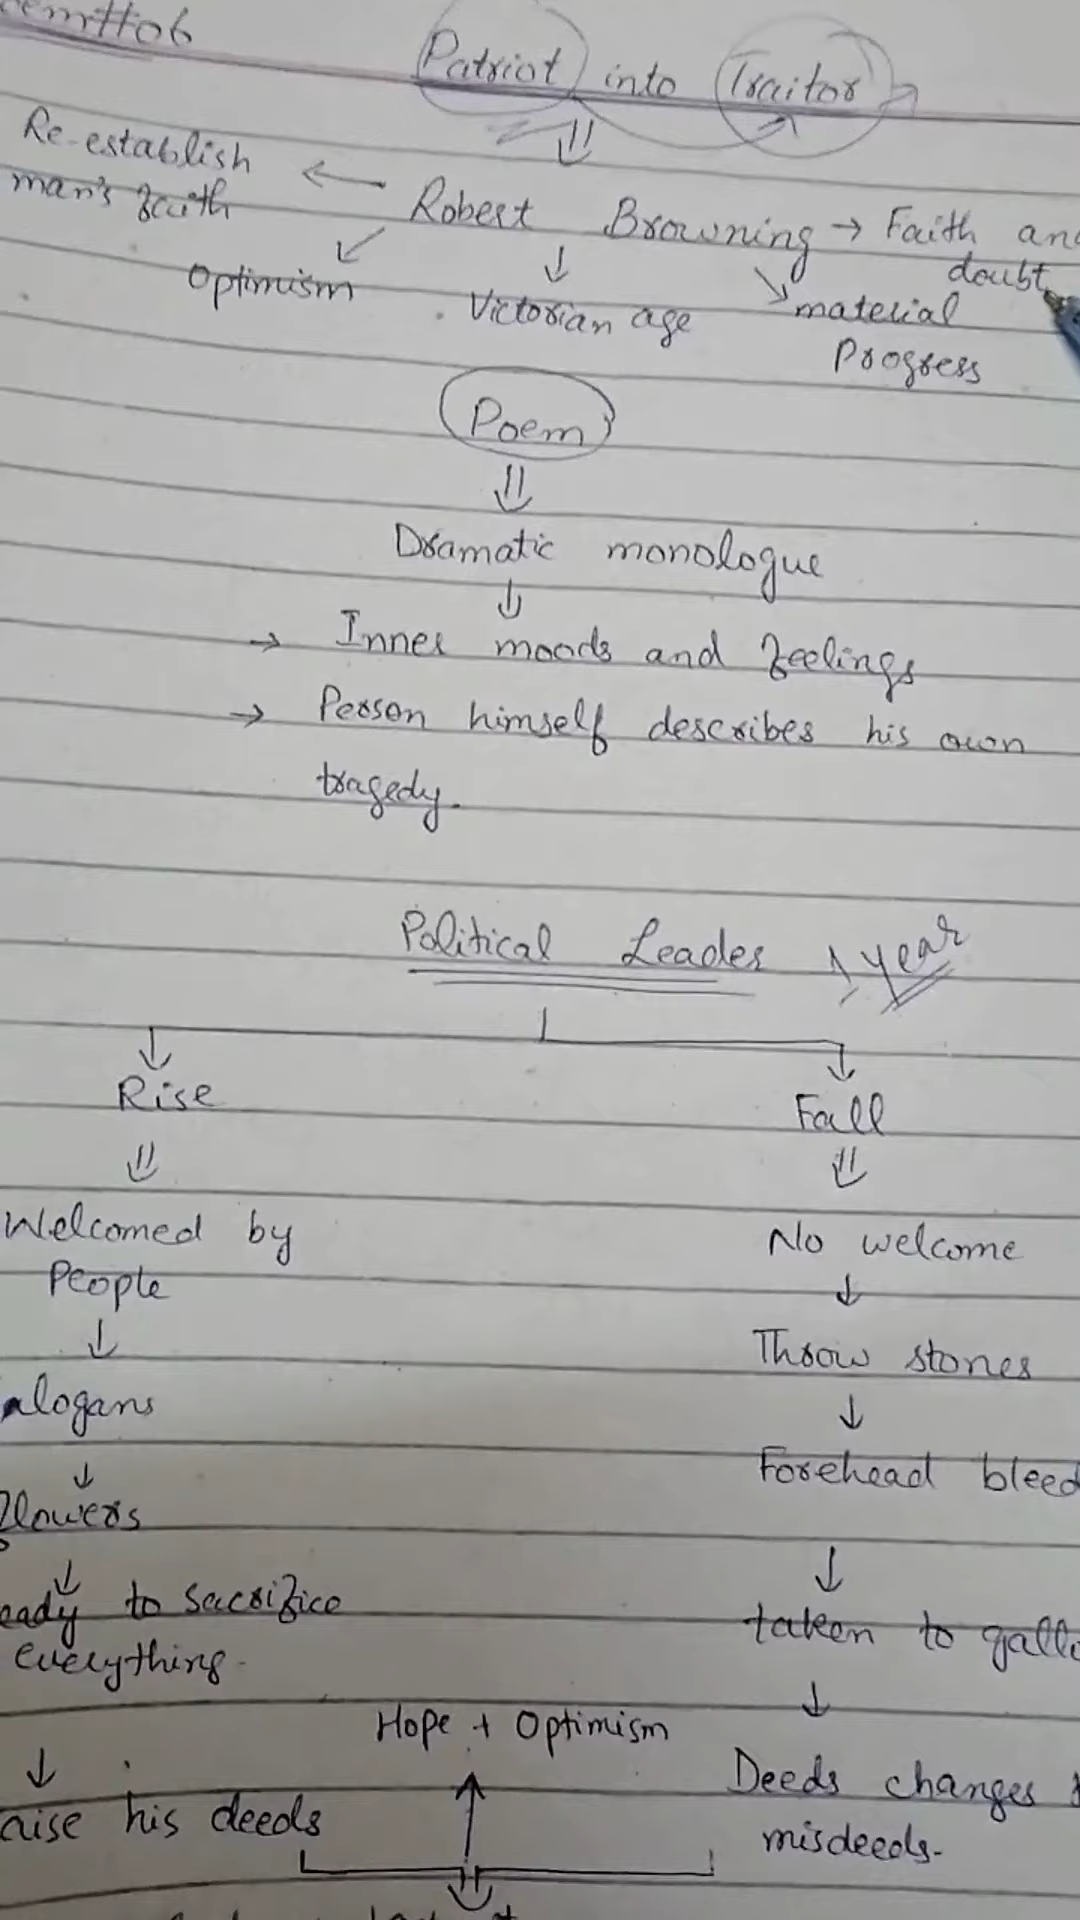 Patriot into Traitor
Re-establish
man's faith
Robert Browning → Faith
doubt
Optimism
Victorian age
material
Progress
Poem
Dramatic monologue
→ Inner moods and feelings
→ Person himself describes his own
tragedy.
Political Leader 1 year
Rise
Fall
Welcomed by
People
No welcome
Throw stones
Forehead
flowers
to sacrifice
everything.
taken to
Hope + Optimism
his deeds
Deeds changes
misdeeds.